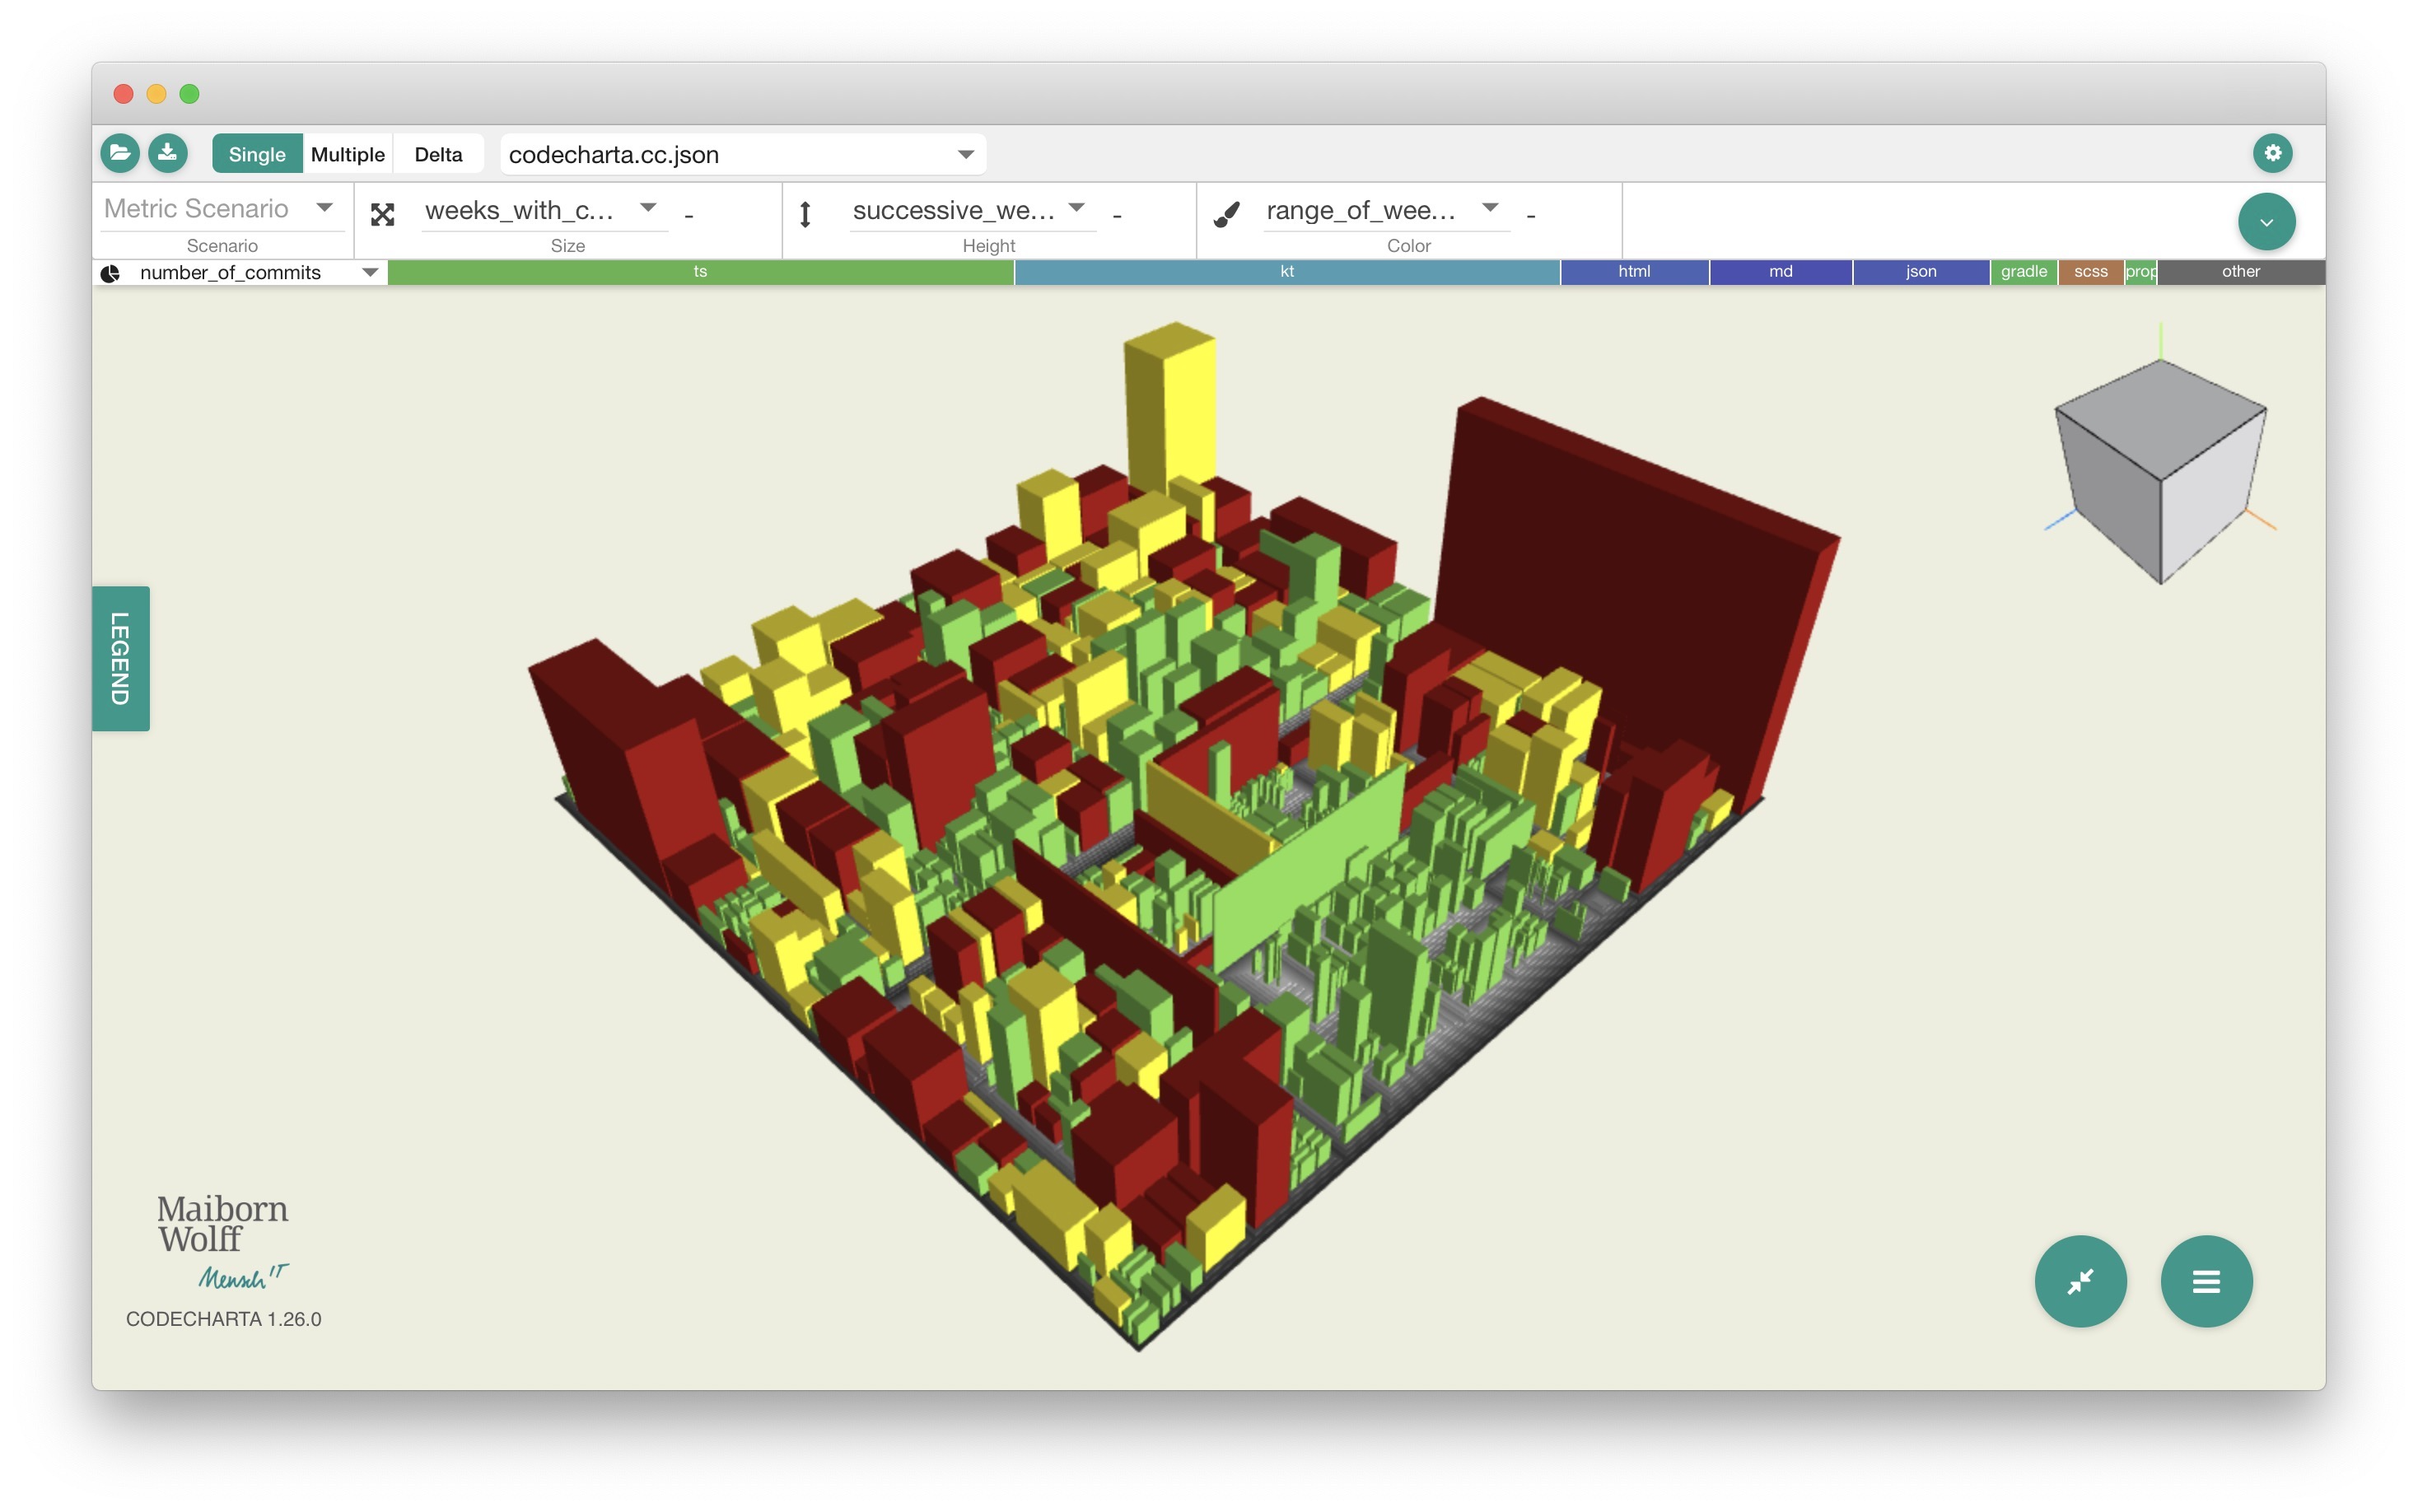 Single
Multiple
Delta
codecharta.cc.json
Metric Scenario
weeks_with_c... -
successive_we... -
range_of_wee... -
Scenario
Size
Height
Color
number_of_commits
ts
kt
html
md
json
gradle
scss
prop
other
LEGEND
Maiborn
Wolff
Mensch IT
CODECHARTA 1.26.0